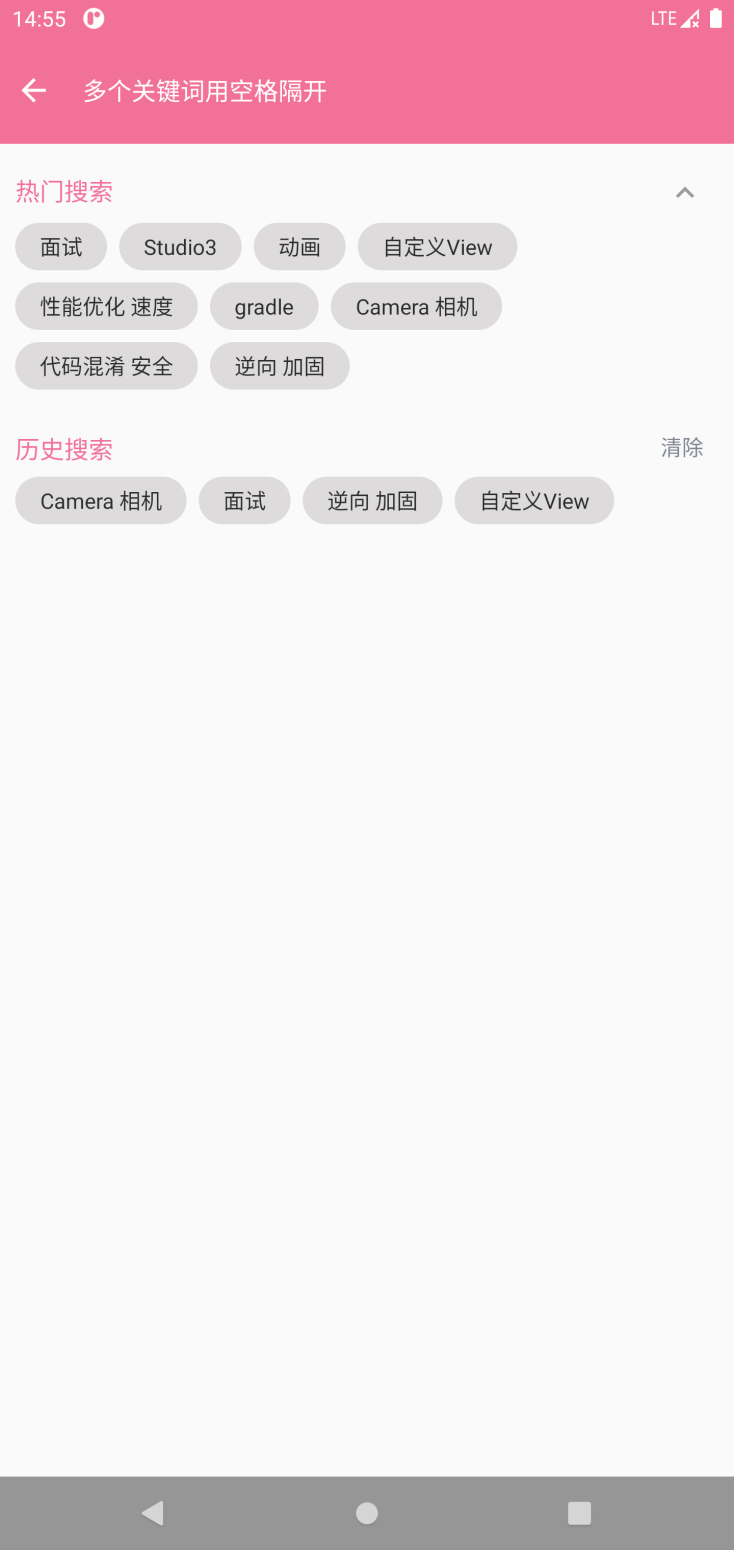 14:55 LTE
多个关键词用空格隔开
热门搜索
面试 Studio3 动画 自定义View
性能优化 速度 gradle Camera 相机
代码混淆 安全 逆向 加固
历史搜索 清除
Camera 相机 面试 逆向 加固 自定义View